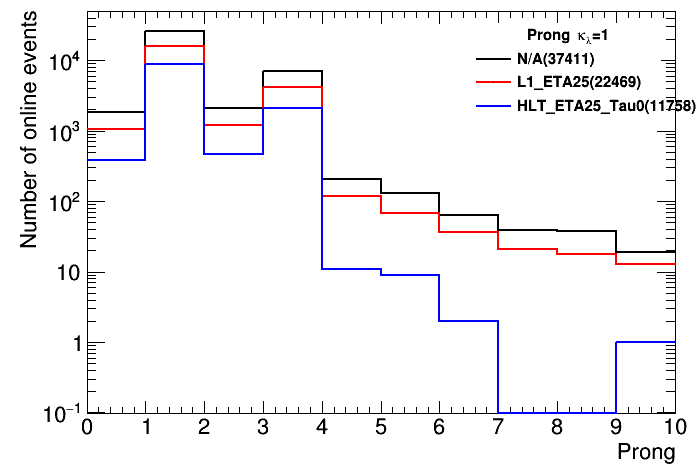 Prong κλ=1
N/A(37411)
L1_ETA25(22469)
HLT_ETA25_Tau0(11758)
Number of online events
10⁴
10³
10²
10
1
10⁻¹
0 1 2 3 4 5 6 7 8 9 10
Prong